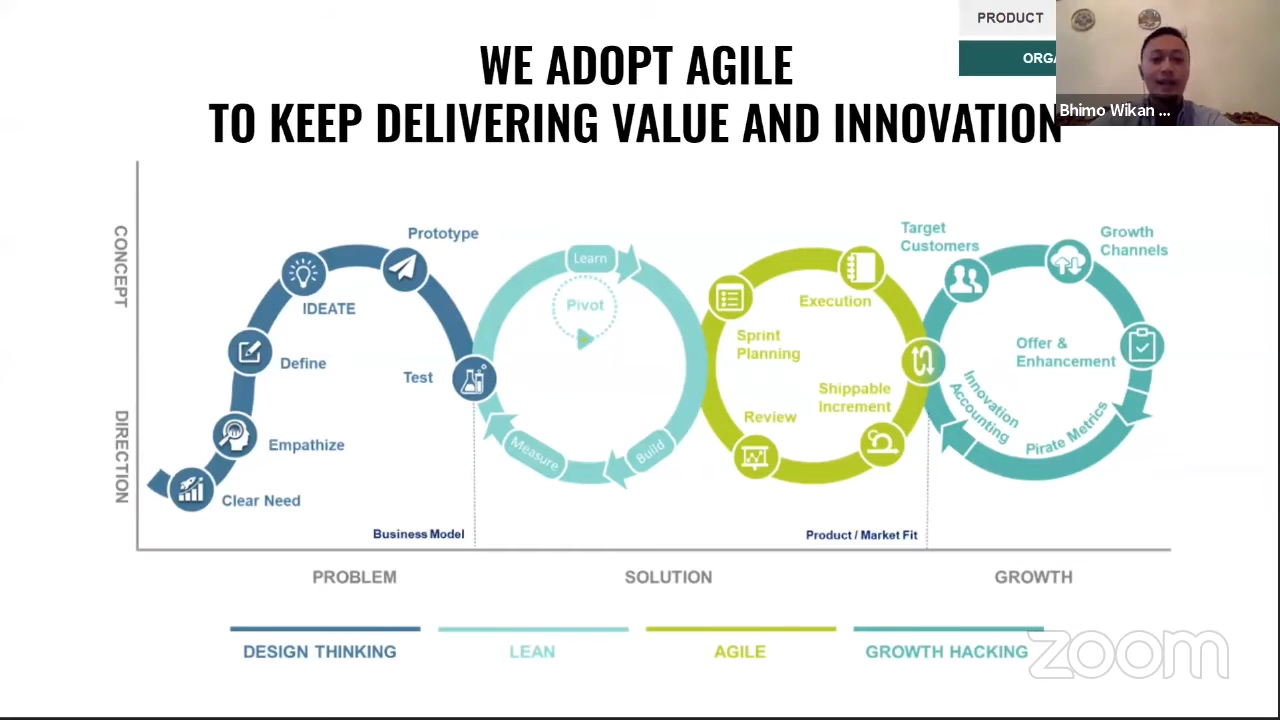 PRODUCT
ORGA
Bhimo Wikan ...
WE ADOPT AGILE
TO KEEP DELIVERING VALUE AND INNOVATION
CONCEPT
DIRECTION
Prototype
IDEATE
Define
Test
Empathize
Clear Need
Business Model
Learn
Pivot
Measure
Build
Execution
Sprint
Planning
Shippable
Increment
Review
Product / Market Fit
Target
Customers
Growth
Channels
Offer &
Enhancement
Innovation
Accounting
Pirate Metrics
PROBLEM
SOLUTION
GROWTH
DESIGN THINKING
LEAN
AGILE
GROWTH HACKING
zoom